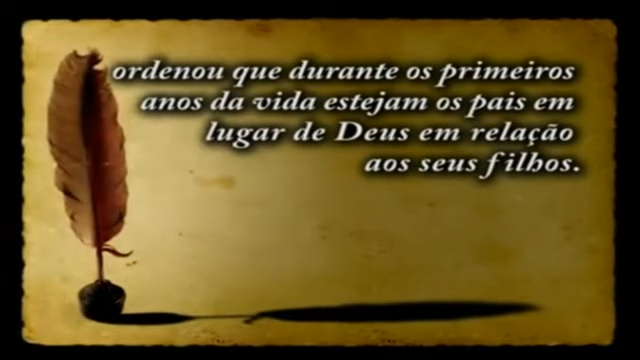 ordenou que durante os primeiros
anos da vida estejam os pais em
lugar de Deus em relação
aos seus filhos.